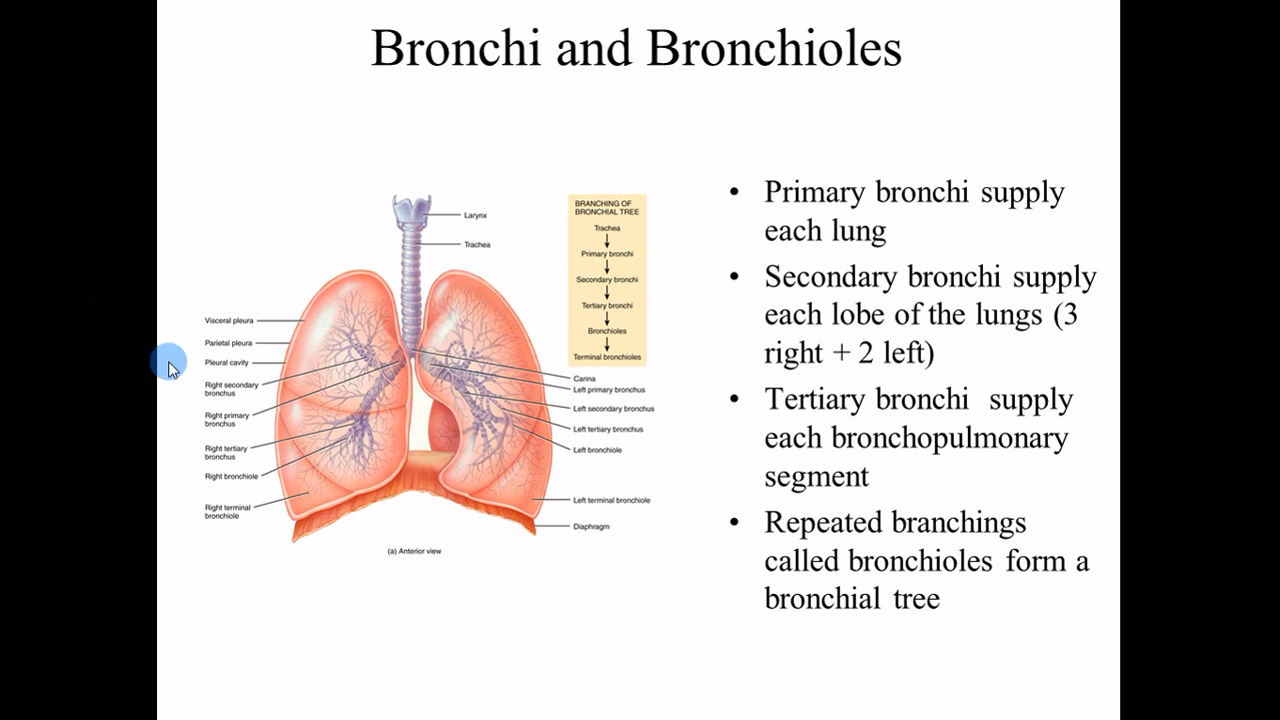 Bronchi and Bronchioles
Larynx
Trachea
Visceral pleura
Parietal pleura
Pleural cavity
Right secondary
bronchus
Right primary
bronchus
Right tertiary
bronchus
Right bronchiole
Right terminal
bronchiole
BRANCHING OF
BRONCHIAL TREE
Trachea
Primary bronchi
Secondary bronchi
Tertiary bronchi
Bronchioles
Terminal bronchioles
Carina
Left primary bronchus
Left secondary bronchus
Left tertiary bronchus
Left bronchiole
Left terminal bronchiole
Diaphragm
(a) Anterior view
• Primary bronchi supply
each lung
• Secondary bronchi supply
each lobe of the lungs (3
right + 2 left)
• Tertiary bronchi supply
each bronchopulmonary
segment
• Repeated branchings
called bronchioles form a
bronchial tree